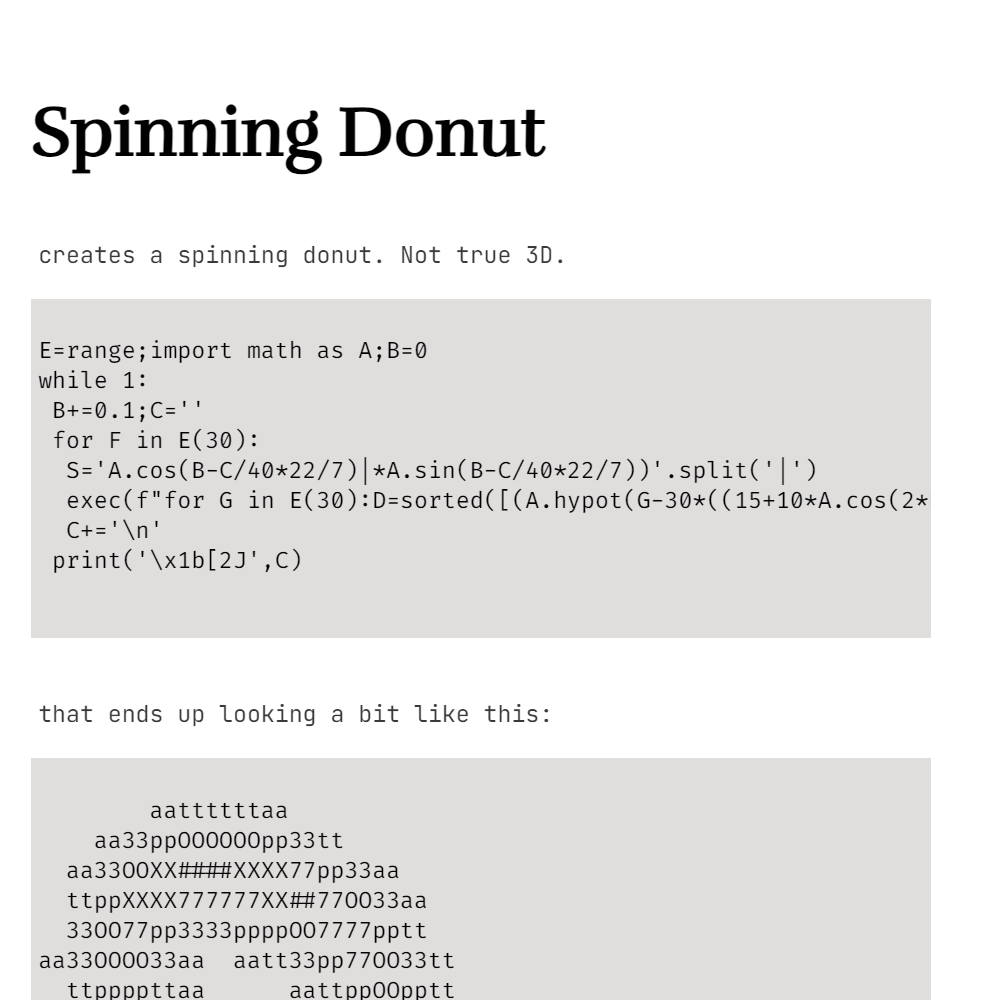 Spinning Donut
creates a spinning donut. Not true 3D.
E=range;import math as A;B=0
while 1:
 B+=0.1;C=''
 for F in E(30):
  S='A.cos(B-C/40*22/7)|*A.sin(B-C/40*22/7))'.split('|')
  exec(f"for G in E(30):D=sorted([(A.hypot(G-30*((15+10*A.cos(2*
  C+='\n'
 print('\x1b[2J',C)
that ends up looking a bit like this:
        aattttttaa
    aa33ppOOOOOOpp33tt
  aa33OOXX####XXXX77pp33aa
  ttppXXXX777777XX##77OO33aa
  33OO77pp3333ppppOO7777pptt
aa33OOOO33aa  aatt33pp77OO33tt
  ttppppttaa      aattppOOpptt